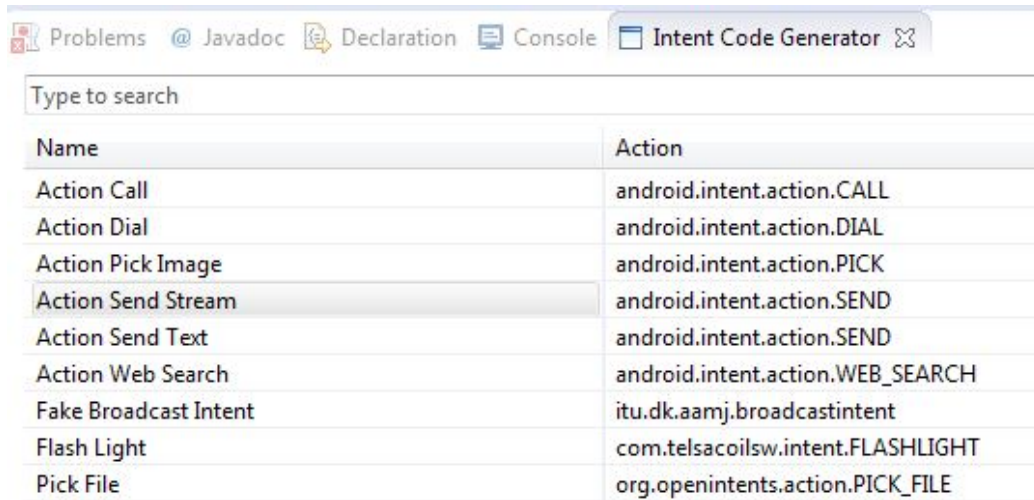 Problems @ Javadoc Declaration Console Intent Code Generator
Type to search
Name Action
Action Call android.intent.action.CALL
Action Dial android.intent.action.DIAL
Action Pick Image android.intent.action.PICK
Action Send Stream android.intent.action.SEND
Action Send Text android.intent.action.SEND
Action Web Search android.intent.action.WEB_SEARCH
Fake Broadcast Intent itu.dk.aamj.broadcastintent
Flash Light com.telsacoilsw.intent.FLASHLIGHT
Pick File org.openintents.action.PICK_FILE